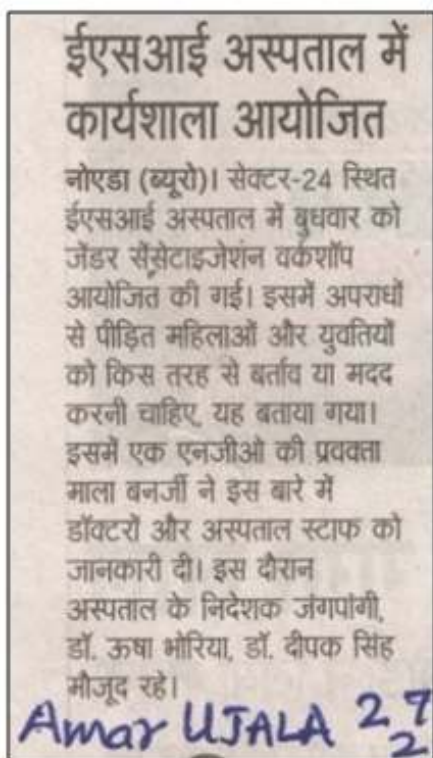 ईएसआई अस्पताल में
कार्यशाला आयोजित
नोएडा (ब्यूरो)। सेक्टर-24 स्थित
ईएसआई अस्पताल में बुधवार को
जेंडर सेंसेटाइजेशन वर्कशॉप
आयोजित की गई। इसमें अपराधों
से पीड़ित महिलाओं और युवतियों
को किस तरह से बर्ताव या मदद
करनी चाहिए, यह बताया गया।
इसमें एक एनजीओ की प्रवक्ता
माला बनर्जी ने इस बारे में
डॉक्टरों और अस्पताल स्टाफ को
जानकारी दी। इस दौरान
अस्पताल के निदेशक जंगपांगी,
डॉ. ऊषा भोरिया, डॉ. दीपक सिंह
मौजूद रहे।
Amar UJALA 27
2